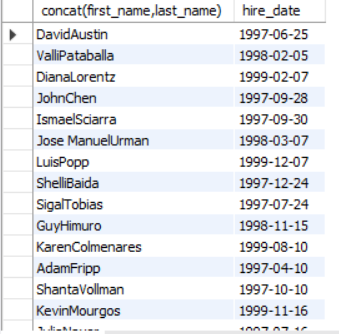 concat(first_name,last_name) hire_date
DavidAustin 1997-06-25
ValliPataballa 1998-02-05
DianaLorentz 1999-02-07
JohnChen 1997-09-28
IsmaelSciarra 1997-09-30
Jose ManuelUrman 1998-03-07
LuisPopp 1999-12-07
ShelliBaida 1997-12-24
SigalTobias 1997-07-24
GuyHimuro 1998-11-15
KarenColmenares 1999-08-10
AdamFripp 1997-04-10
ShantaVollman 1997-10-10
KevinMourgos 1999-11-16